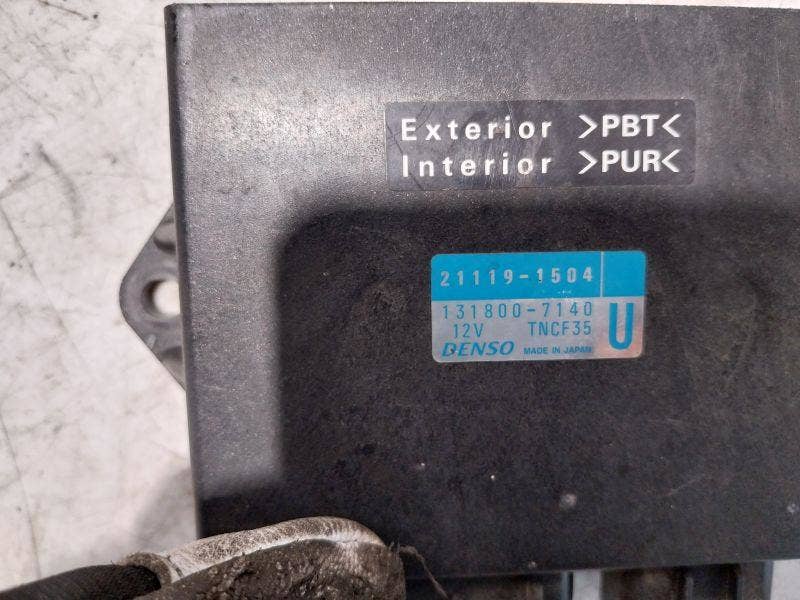 Exterior >PBT<
Interior >PUR<
21119-1504
131800-7140
12V TNCF35 U
DENSO MADE IN JAPAN